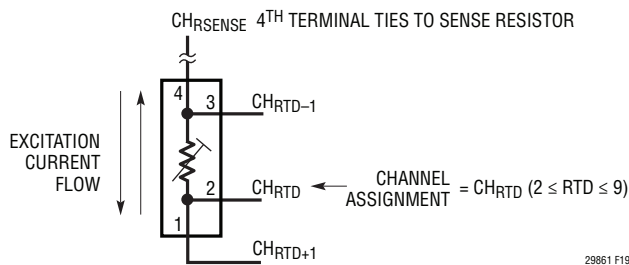 CHRSENSE 4TH TERMINAL TIES TO SENSE RESISTOR
4
3
CHRTD–1
EXCITATION
CURRENT
FLOW
2
CHRTD
CHANNEL
ASSIGNMENT = CHRTD (2 ≤ RTD ≤ 9)
1
CHRTD+1
29861 F19